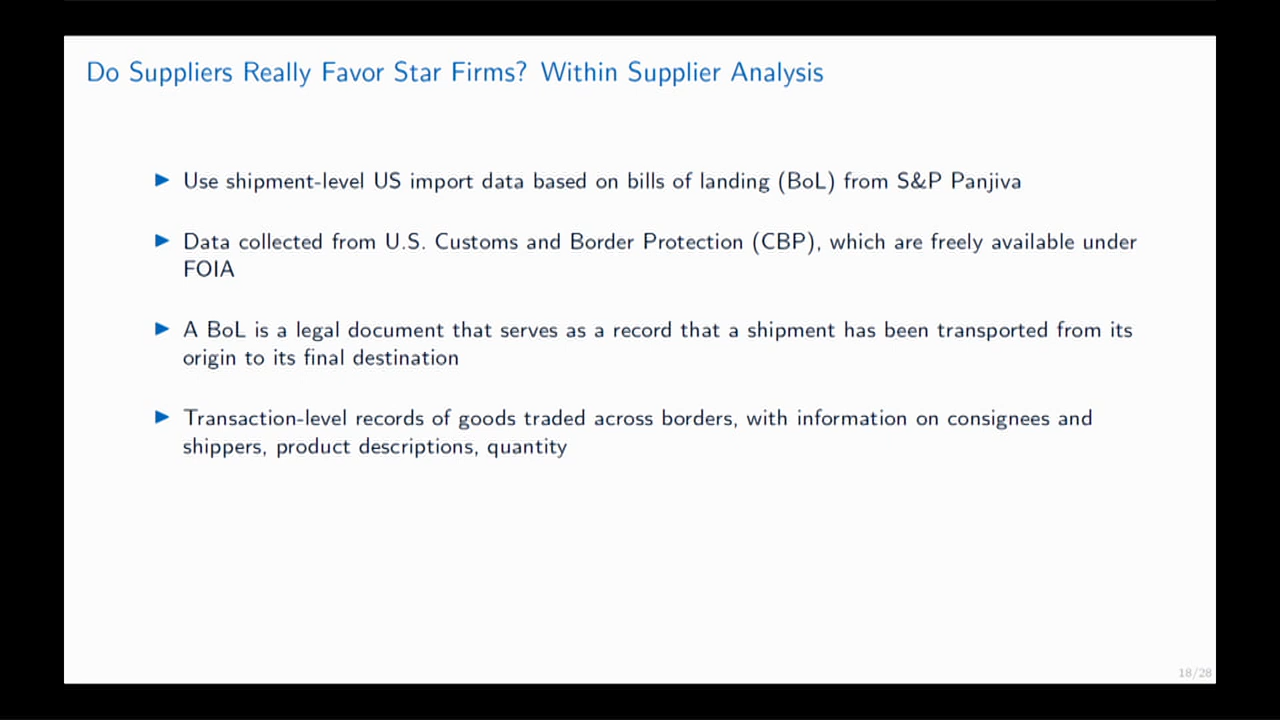 Do Suppliers Really Favor Star Firms? Within Supplier Analysis
▶ Use shipment-level US import data based on bills of landing (BoL) from S&P Panjiva
▶ Data collected from U.S. Customs and Border Protection (CBP), which are freely available under
FOIA
▶ A BoL is a legal document that serves as a record that a shipment has been transported from its
origin to its final destination
▶ Transaction-level records of goods traded across borders, with information on consignees and
shippers, product descriptions, quantity
18/28